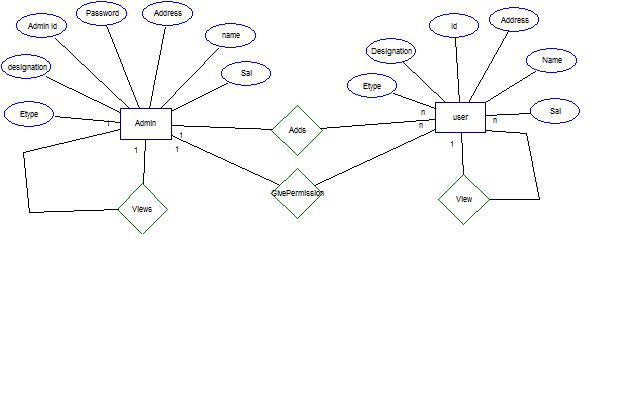 Password
Address
Admin id
name
designation
Sal
Etype
Admin
1
1
1
1
Adds
GivePermission
Views
Id
Address
Designation
Name
Etype
Sal
user
n
n
n
1
View